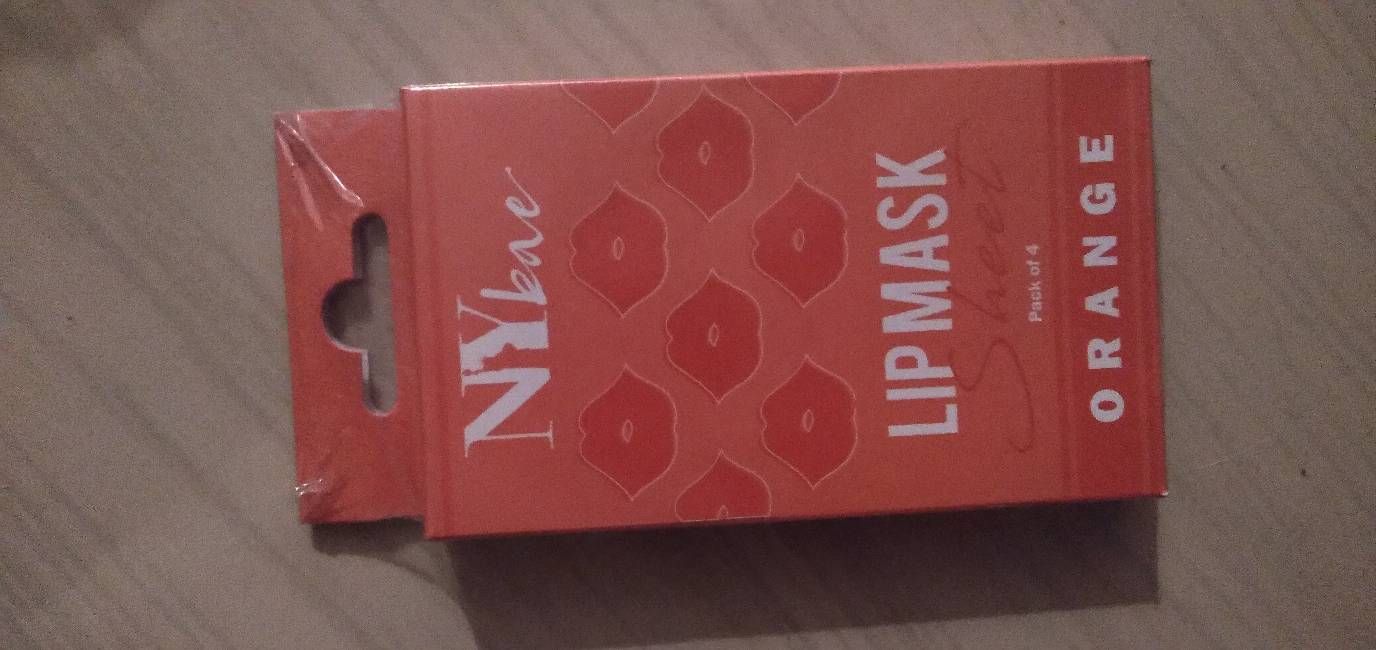 NYbae
LIP MASK
Sheet
Pack of 4
ORANGE